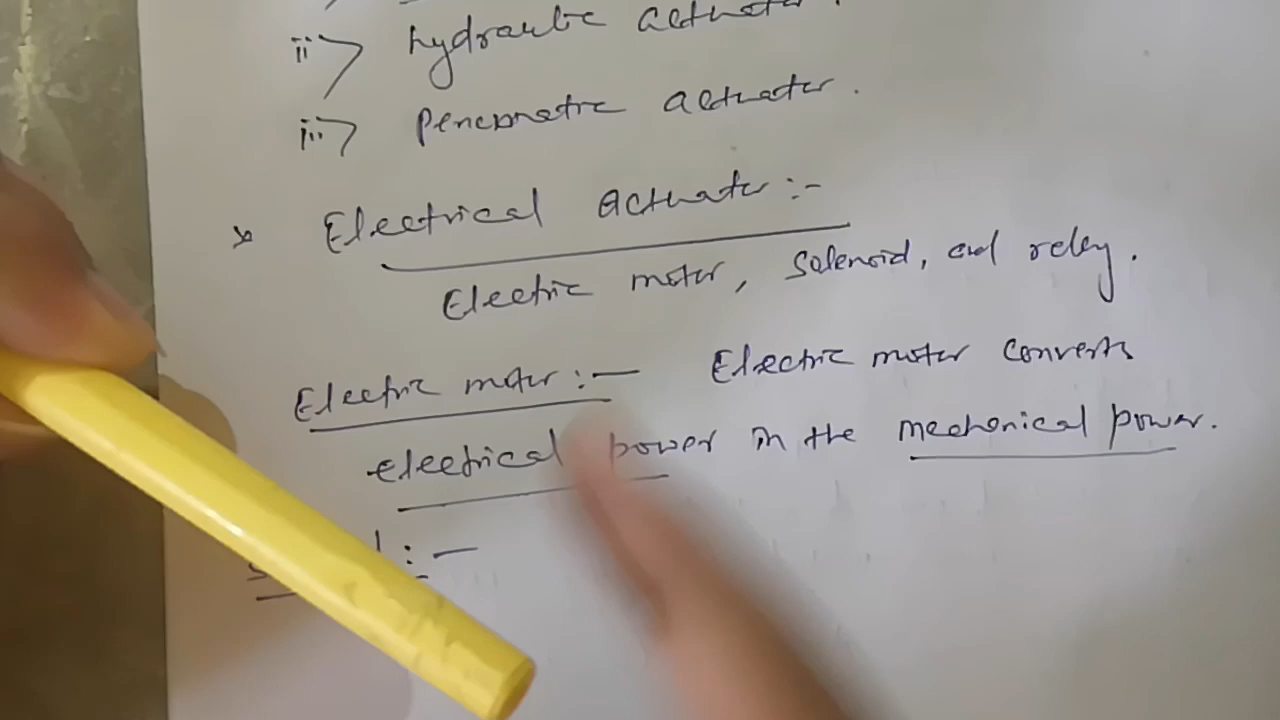 ii> hydraulic actuator.
iii> Peneomatic actuator.
* Electrical actuator :-
Electric motor, Solenoid, and relay.
Electric motor :- Electric motor converts
electrical power in the mechanical power.
:-